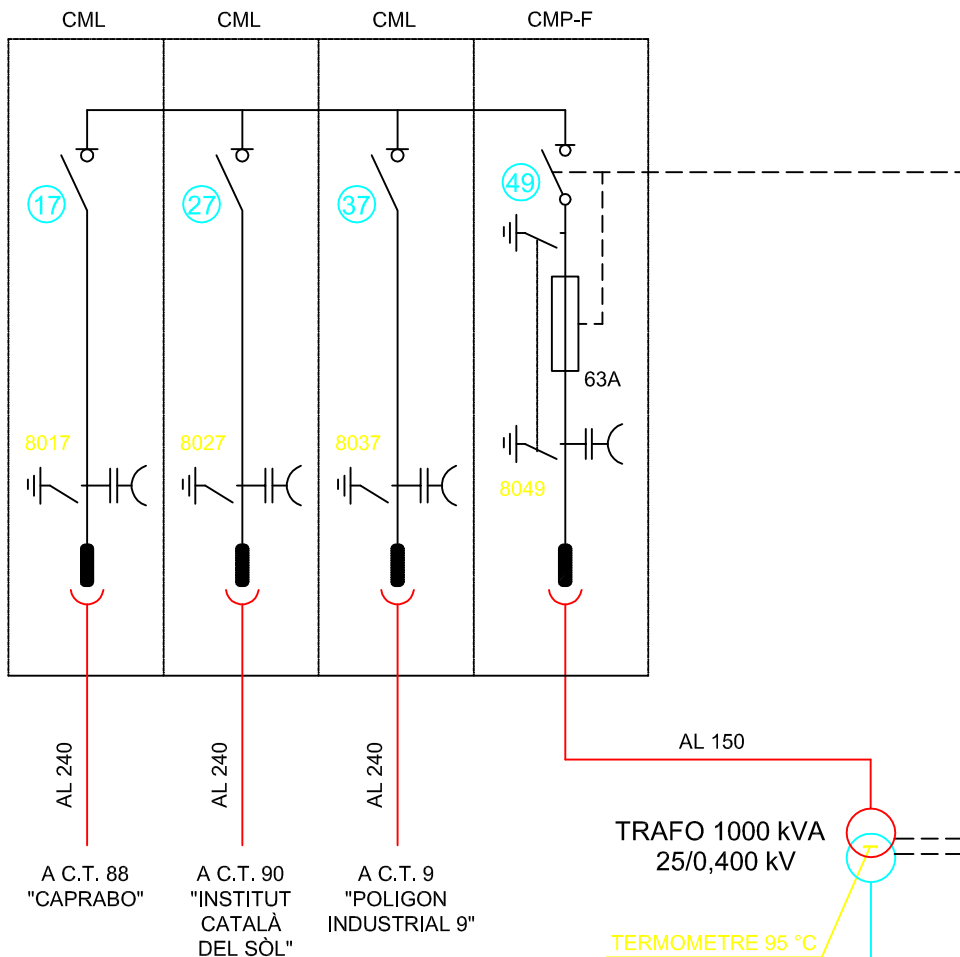 CML
CML
CML
CMP-F
17
27
37
49
63A
8017
8027
8037
8049
AL 240
AL 240
AL 240
AL 150
A C.T. 88
"CAPRABO"
A C.T. 90
"INSTITUT
CATALÀ
DEL SÒL"
A C.T. 9
"POLIGON
INDUSTRIAL 9"
TRAFO 1000 kVA
25/0,400 kV
TERMOMETRE 95 °C